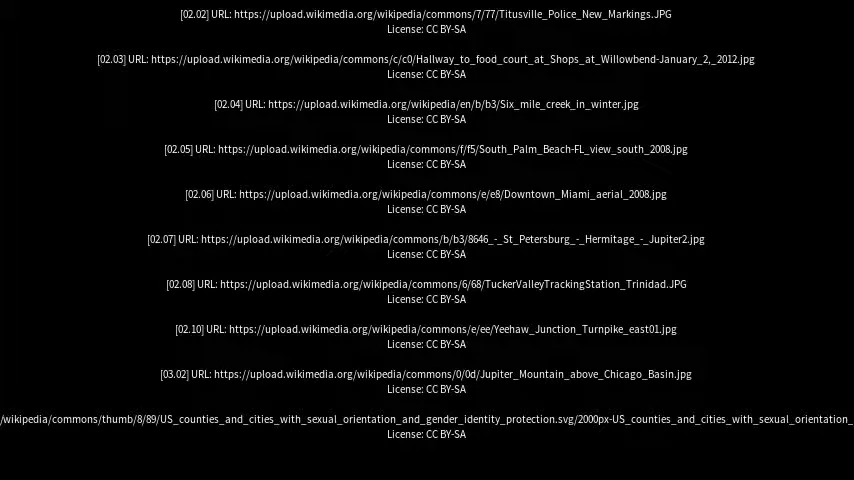 [02.02] URL: https://upload.wikimedia.org/wikipedia/commons/7/77/Titusville_Police_New_Markings.JPG
License: CC BY-SA
[02.03] URL: https://upload.wikimedia.org/wikipedia/commons/c/c0/Hallway_to_food_court_at_Shops_at_Willowbend-January_2,_2012.jpg
License: CC BY-SA
[02.04] URL: https://upload.wikimedia.org/wikipedia/en/b/b3/Six_mile_creek_in_winter.jpg
License: CC BY-SA
[02.05] URL: https://upload.wikimedia.org/wikipedia/commons/f/f5/South_Palm_Beach-FL_view_south_2008.jpg
License: CC BY-SA
[02.06] URL: https://upload.wikimedia.org/wikipedia/commons/e/e8/Downtown_Miami_aerial_2008.jpg
License: CC BY-SA
[02.07] URL: https://upload.wikimedia.org/wikipedia/commons/b/b3/8646_-_St_Petersburg_-_Hermitage_-_Jupiter2.jpg
License: CC BY-SA
[02.08] URL: https://upload.wikimedia.org/wikipedia/commons/6/68/TuckerValleyTrackingStation_Trinidad.JPG
License: CC BY-SA
[02.10] URL: https://upload.wikimedia.org/wikipedia/commons/e/ee/Yeehaw_Junction_Turnpike_east01.jpg
License: CC BY-SA
[03.02] URL: https://upload.wikimedia.org/wikipedia/commons/0/0d/Jupiter_Mountain_above_Chicago_Basin.jpg
License: CC BY-SA
/wikipedia/commons/thumb/8/89/US_counties_and_cities_with_sexual_orientation_and_gender_identity_protection.svg/2000px-US_counties_and_cities_with_sexual_orientation_
License: CC BY-SA